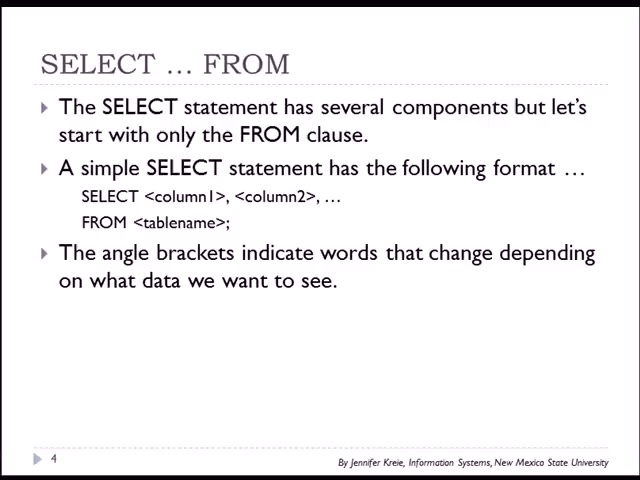 SELECT … FROM
The SELECT statement has several components but let’s
start with only the FROM clause.
A simple SELECT statement has the following format …
SELECT <column1>, <column2>, …
FROM <tablename>;
The angle brackets indicate words that change depending
on what data we want to see.
4
By Jennifer Kreie, Information Systems, New Mexico State University